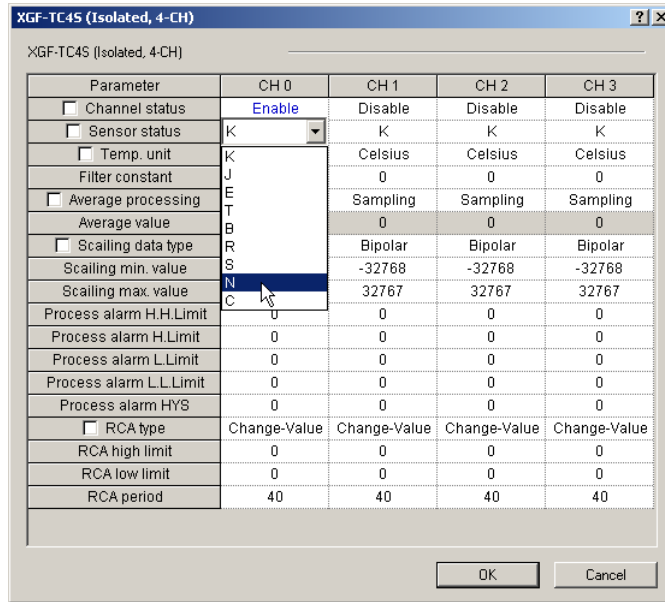 XGF-TC4S (Isolated, 4-CH)
XGF-TC4S (Isolated, 4-CH)
Parameter CH 0 CH 1 CH 2 CH 3
Channel status Enable Disable Disable Disable
Sensor status K K K K
Temp. unit K Celsius Celsius Celsius
Filter constant J 0 0 0
Average processing E Sampling Sampling Sampling
T
Average value B 0 0 0
Scailing data type R Bipolar Bipolar Bipolar
Scailing min. value S -32768 -32768 -32768
Scailing max. value N 32767 32767 32767
C
Process alarm H.H.Limit 0 0 0 0
Process alarm H.Limit 0 0 0 0
Process alarm L.Limit 0 0 0 0
Process alarm L.L.Limit 0 0 0 0
Process alarm HYS 0 0 0 0
RCA type Change-Value Change-Value Change-Value Change-Value
RCA high limit 0 0 0 0
RCA low limit 0 0 0 0
RCA period 40 40 40 40
OK Cancel